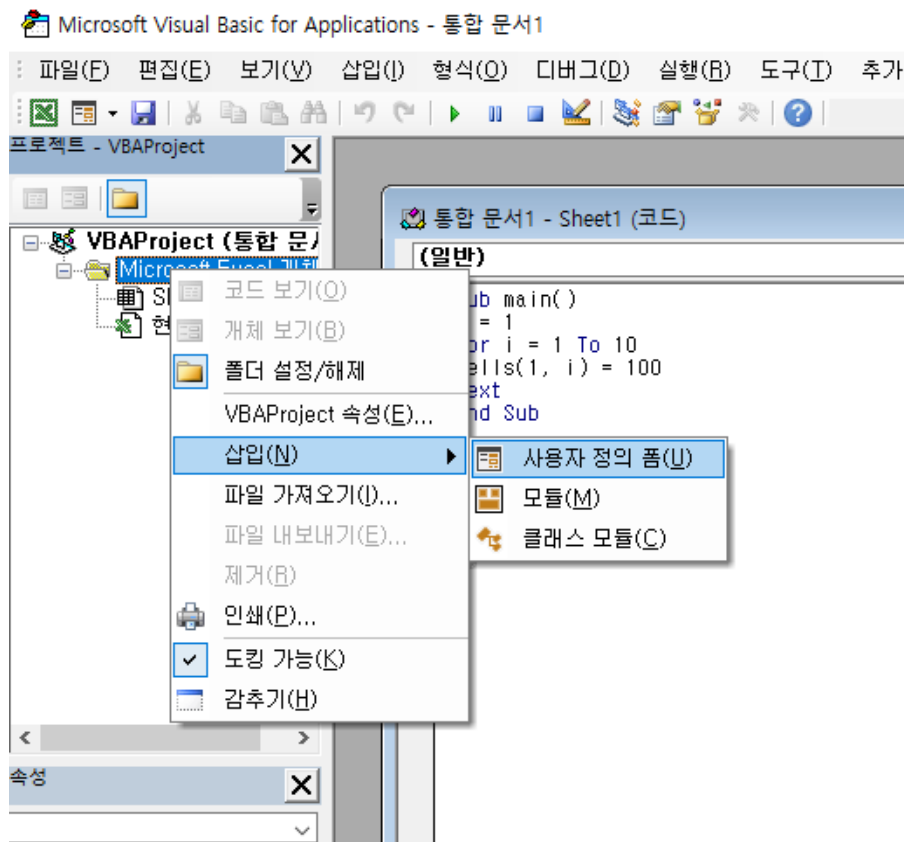 Microsoft Visual Basic for Applications - 통합 문서1
파일(F) 편집(E) 보기(V) 삽입(I) 형식(O) 디버그(D) 실행(R) 도구(T) 추가
프로젝트 - VBAProject
통합 문서1 - Sheet1 (코드)
VBAProject (통합 문
(일반)
Microsoft Excel 개체
코드 보기(O)
개체 보기(B)
폴더 설정/해제
VBAProject 속성(E)...
삽입(N)
파일 가져오기(I)...
파일 내보내기(E)...
제거(R)
인쇄(P)...
도킹 가능(K)
감추기(H)
ub main()
= 1
or i = 1 To 10
ells(1, i) = 100
ext
nd Sub
사용자 정의 폼(U)
모듈(M)
클래스 모듈(C)
속성